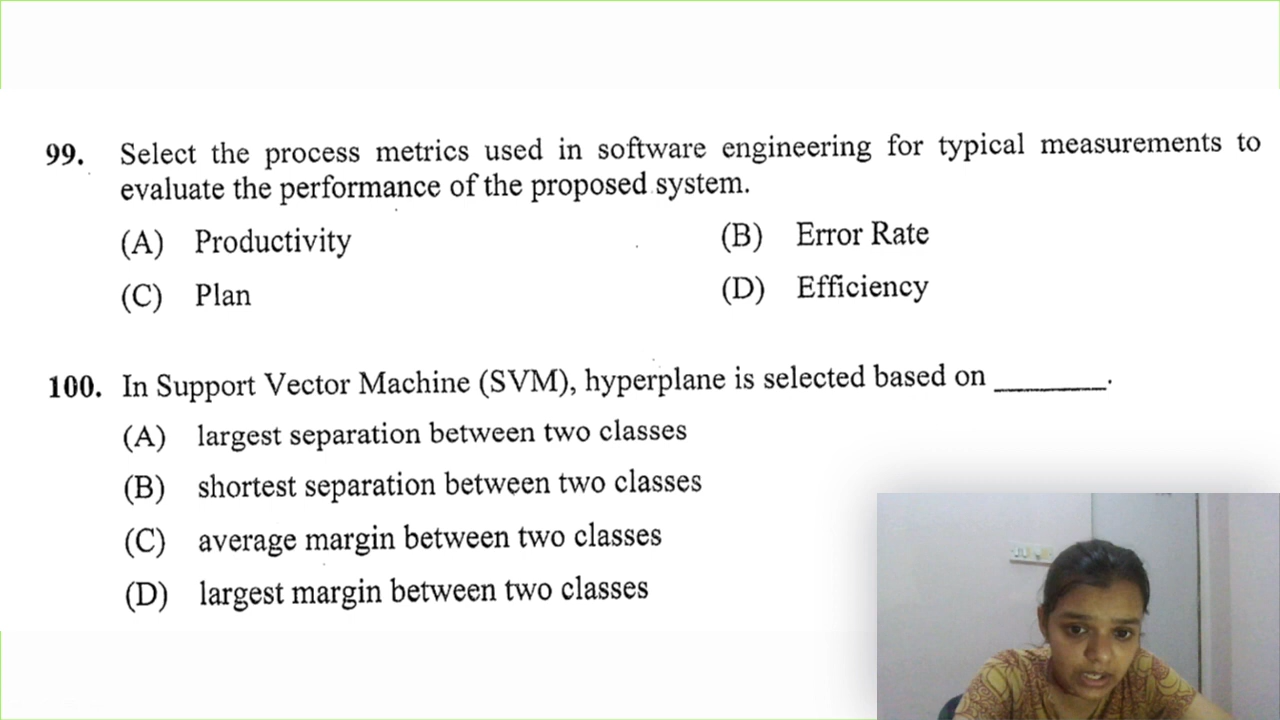 99. Select the process metrics used in software engineering for typical measurements to
evaluate the performance of the proposed system.
(A) Productivity
(B) Error Rate
(C) Plan
(D) Efficiency
100. In Support Vector Machine (SVM), hyperplane is selected based on ________.
(A) largest separation between two classes
(B) shortest separation between two classes
(C) average margin between two classes
(D) largest margin between two classes